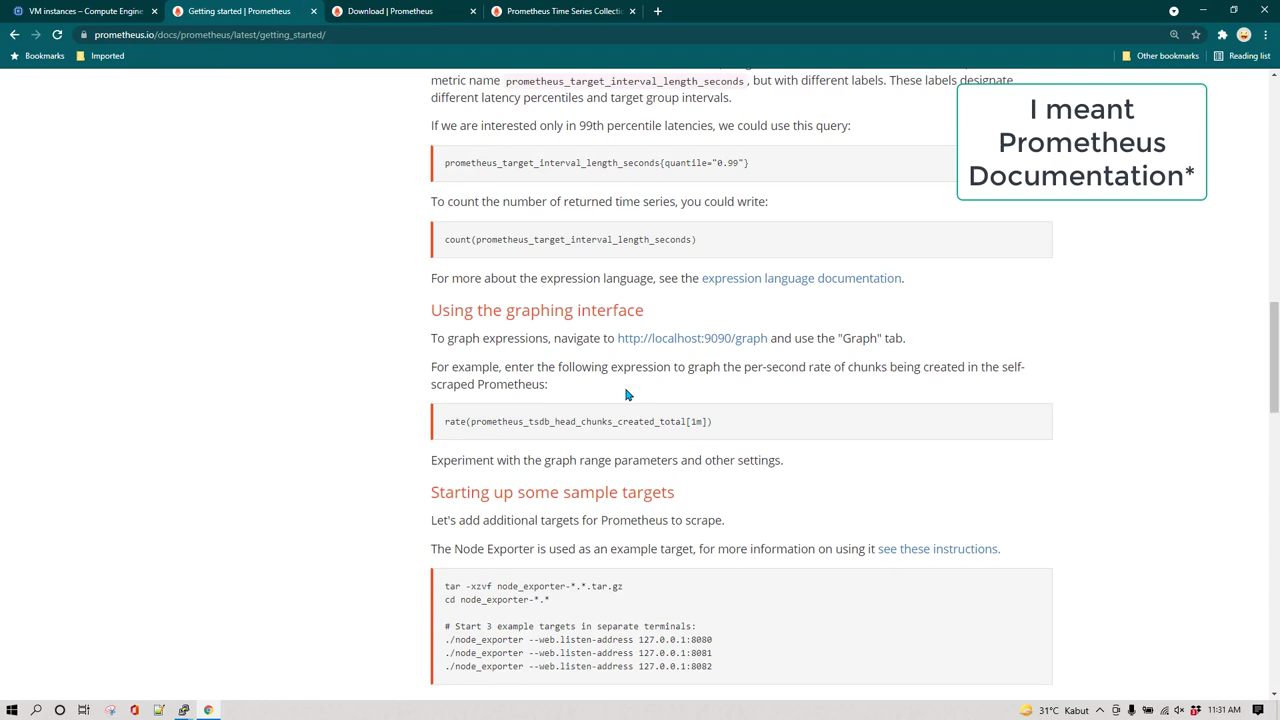 VM instances – Compute Engine
Getting started | Prometheus
Download | Prometheus
Prometheus Time Series Collectio
prometheus.io/docs/prometheus/latest/getting_started/
Bookmarks
Imported
Other bookmarks
Reading list
metric name prometheus_target_interval_length_seconds, but with different labels. These labels designate
different latency percentiles and target group intervals.
I meant
Prometheus
Documentation*
If we are interested only in 99th percentile latencies, we could use this query:
prometheus_target_interval_length_seconds{quantile="0.99"}
To count the number of returned time series, you could write:
count(prometheus_target_interval_length_seconds)
For more about the expression language, see the expression language documentation.
Using the graphing interface
To graph expressions, navigate to http://localhost:9090/graph and use the "Graph" tab.
For example, enter the following expression to graph the per-second rate of chunks being created in the self-
scraped Prometheus:
rate(prometheus_tsdb_head_chunks_created_total[1m])
Experiment with the graph range parameters and other settings.
Starting up some sample targets
Let's add additional targets for Prometheus to scrape.
The Node Exporter is used as an example target, for more information on using it see these instructions.
tar -xzvf node_exporter-*.*.tar.gz
cd node_exporter-*.*
# Start 3 example targets in separate terminals:
./node_exporter --web.listen-address 127.0.0.1:8080
./node_exporter --web.listen-address 127.0.0.1:8081
./node_exporter --web.listen-address 127.0.0.1:8082
31°C Kabut
11:31 AM